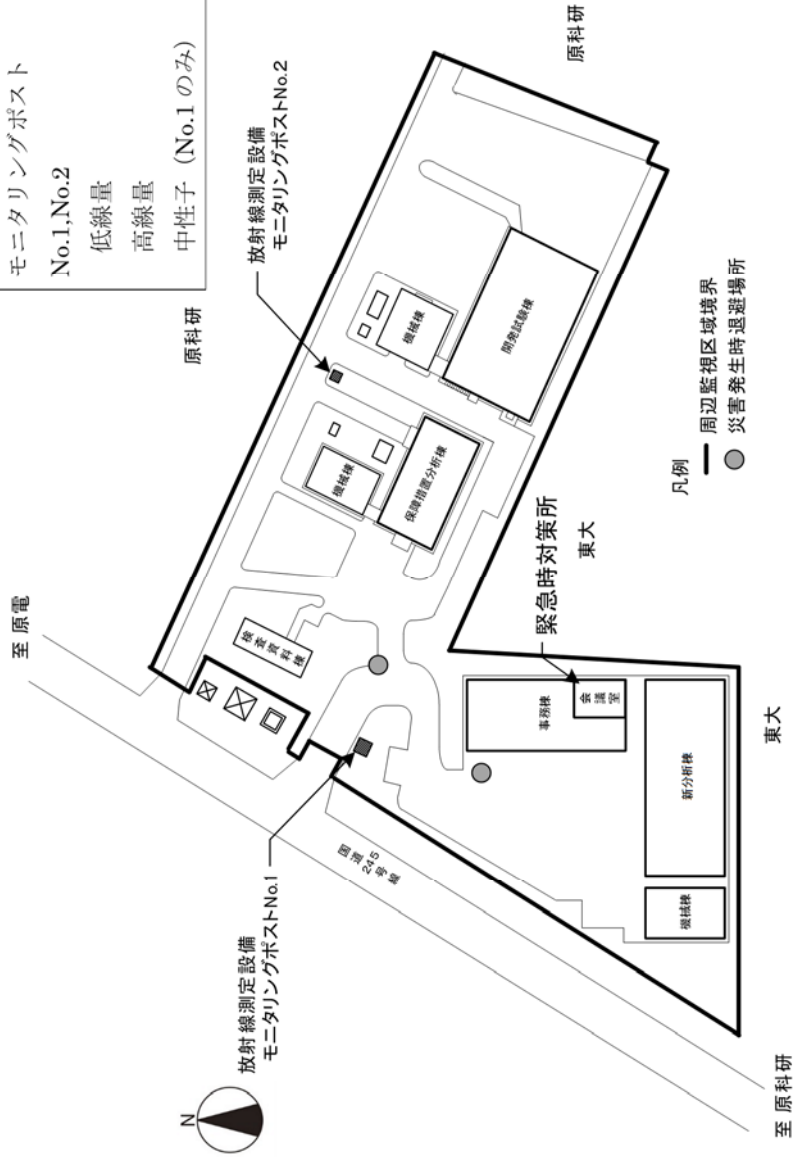 モニタリングポスト
No.1,No.2
低線量
高線量
中性子 (No.1 のみ)
原科研
原科研
放射線測定設備
モニタリングポストNo.2
機械棟
開発試験棟
機械棟
保障措置分析棟
至 原電
検査資料棟
緊急時対策所
東大
凡例
周辺監視区域境界
災害発生時退避場所
事務棟
会議室
新分析棟
機械棟
東大
国道245号線
放射線測定設備
モニタリングポストNo.1
N
至 原科研